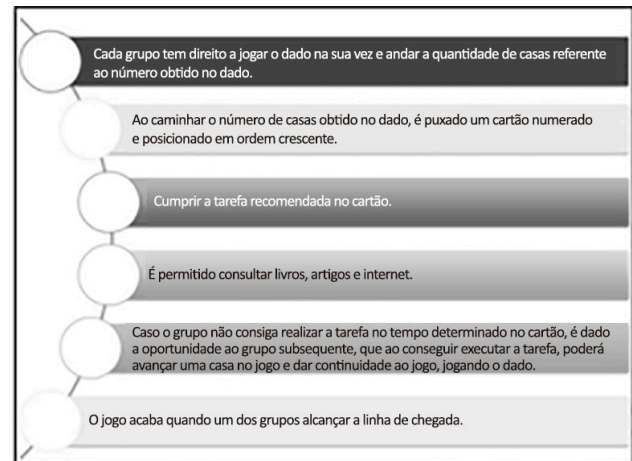 Cada grupo tem direito a jogar o dado na sua vez e andar a quantidade de casas referente
ao número obtido no dado.
Ao caminhar o número de casas obtido no dado, é puxado um cartão numerado
e posicionado em ordem crescente.
Cumprir a tarefa recomendada no cartão.
É permitido consultar livros, artigos e internet.
Caso o grupo não consiga realizar a tarefa no tempo determinado no cartão, é dado
a oportunidade ao grupo subsequente, que ao conseguir executar a tarefa, poderá
avançar uma casa no jogo e dar continuidade ao jogo, jogando o dado.
O jogo acaba quando um dos grupos alcançar a linha de chegada.